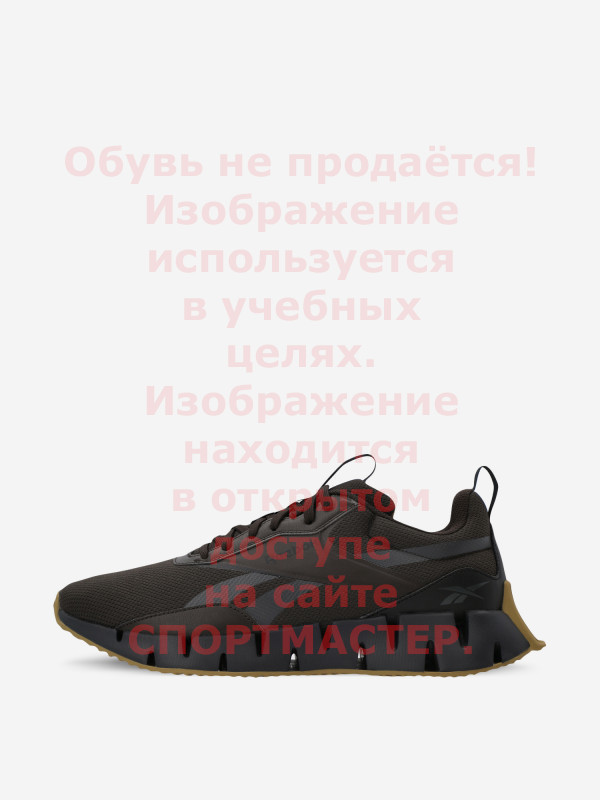 Обувь не продаётся!
Изображение
используется
в учебных
целях.
Изображение
находится
в открытом
доступе
на сайте
СПОРТМАСТЕР.